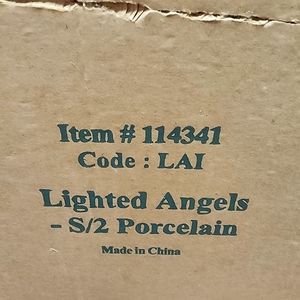 Item # 114341
Code : LAI
Lighted Angels
- S/2 Porcelain
Made in China